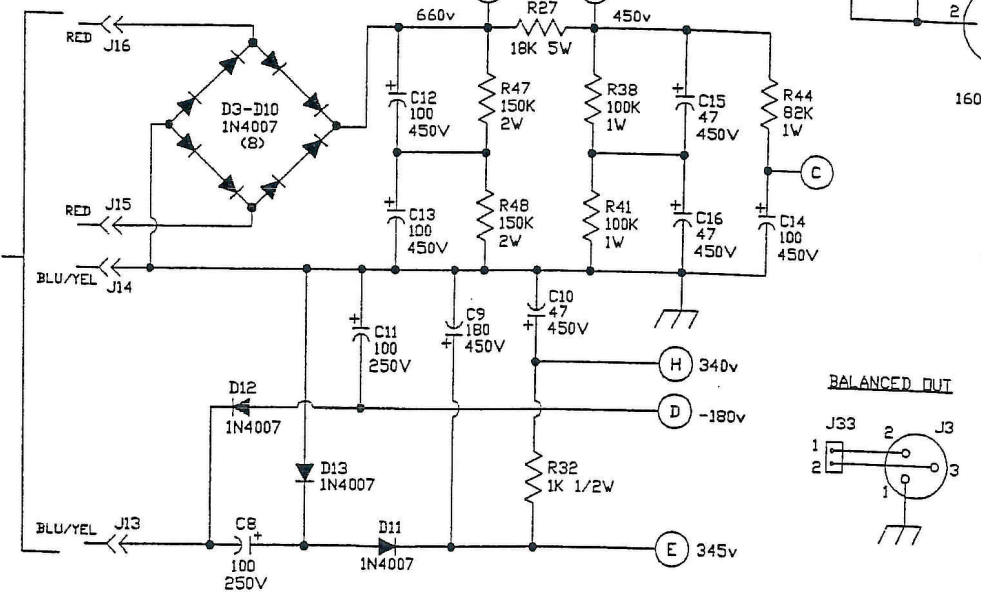 RED
J16
D3-D10
1N4007
(8)
RED
J15
BLU/YEL
J14
660v
R27
18K 5W
450v
C12
100
450V
R47
150K
2W
R38
100K
1W
C15
47
450V
R44
82K
1W
C
C13
100
450V
R48
150K
2W
R41
100K
1W
C16
47
450V
C14
100
450V
C11
100
250V
C9
180
450V
C10
47
450V
H 340v
D12
1N4007
D -180v
D13
1N4007
R32
1K 1/2W
BLU/YEL
J13
C8
100
250V
D11
1N4007
E 345v
2
160
BALANCED OUT
J33
1
2
2
J3
3
1
+
+
+
+
+
+
+
+
+